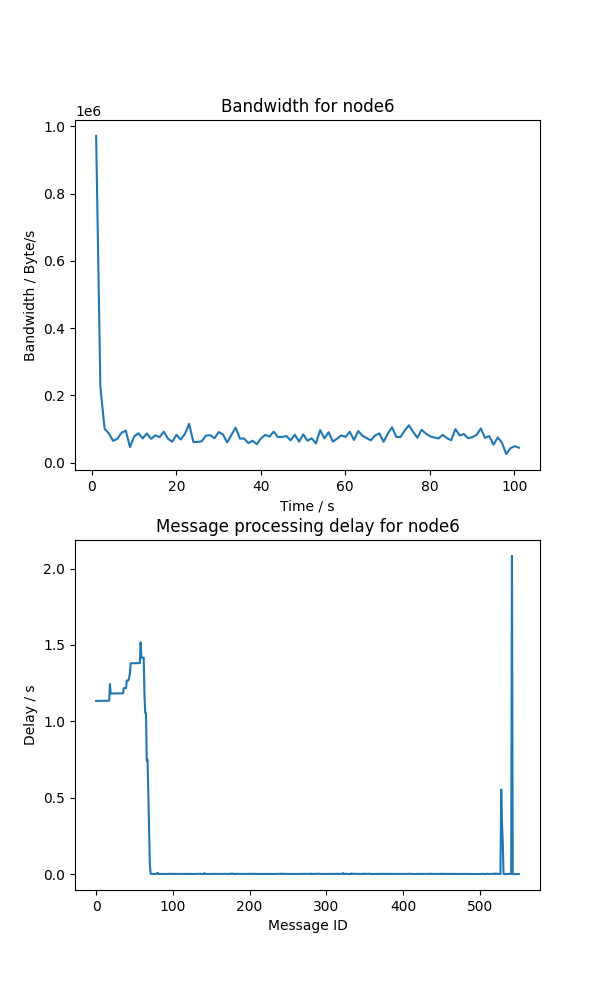 Bandwidth for node6
1e6
1.0
0.8
0.6
0.4
0.2
0.0
Bandwidth / Byte/s
0 20 40 60 80 100
Time / s
Message processing delay for node6
2.0
1.5
1.0
0.5
0.0
Delay / s
0 100 200 300 400 500
Message ID